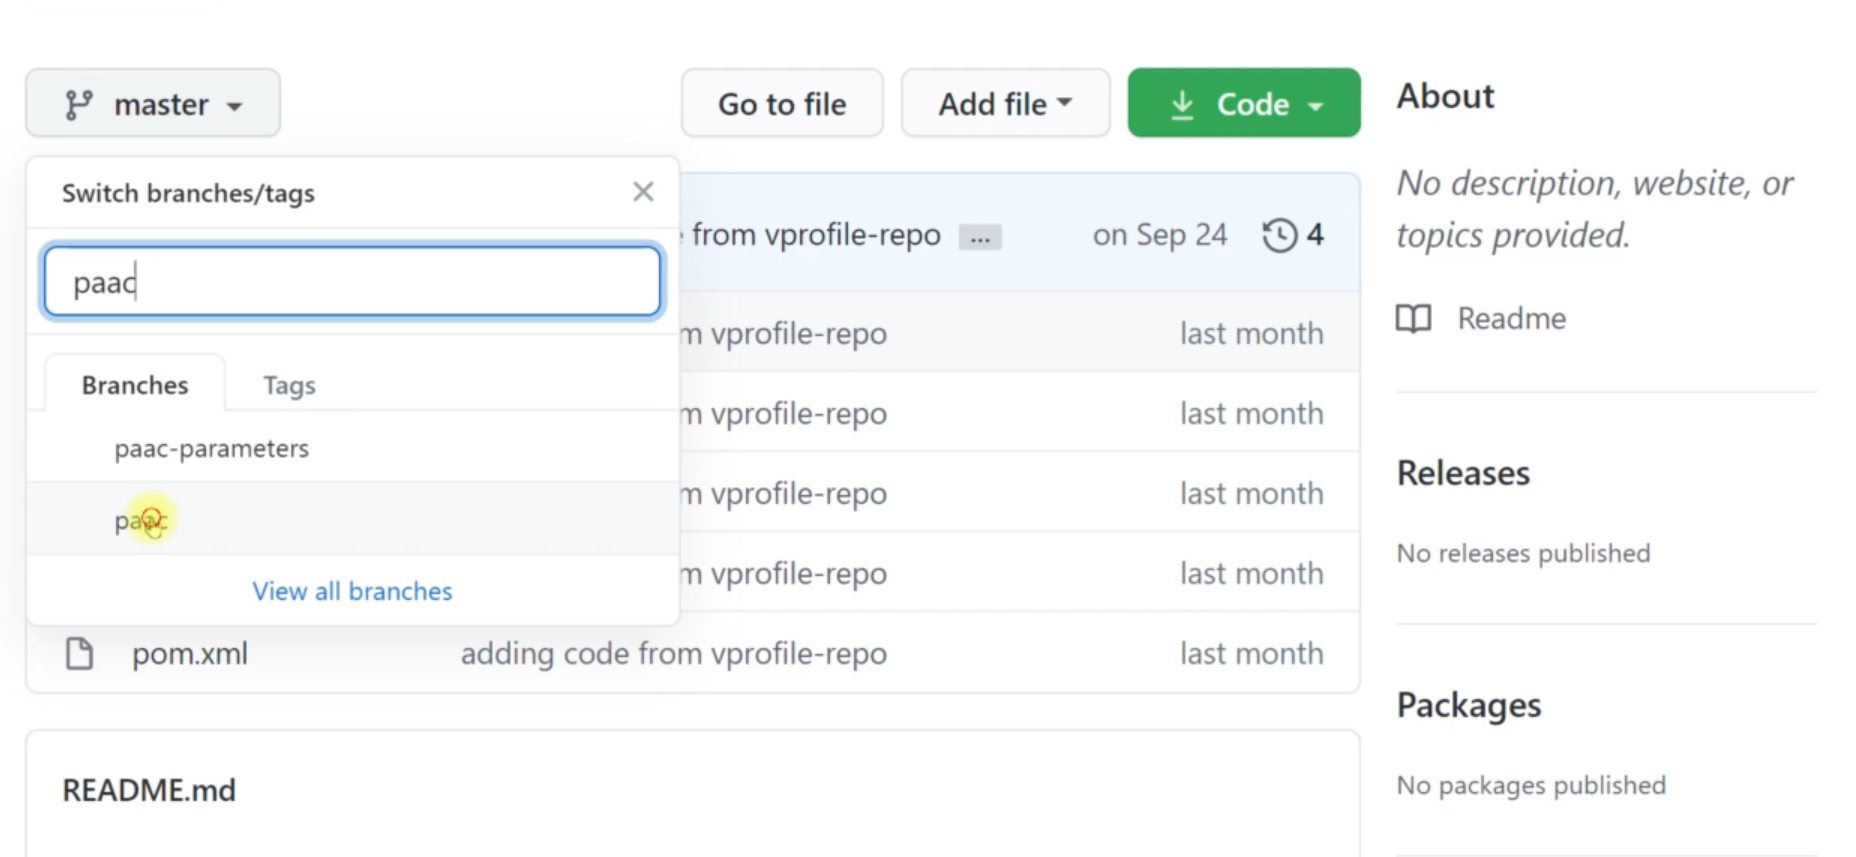 master
Go to file
Add file
Code
About
Switch branches/tags
No description, website, or
topics provided.
from vprofile-repo ... on Sep 24 4
paac
m vprofile-repo last month
Readme
Branches Tags
m vprofile-repo last month
paac-parameters
Releases
m vprofile-repo last month
paac
No releases published
m vprofile-repo last month
View all branches
pom.xml adding code from vprofile-repo last month
Packages
README.md
No packages published